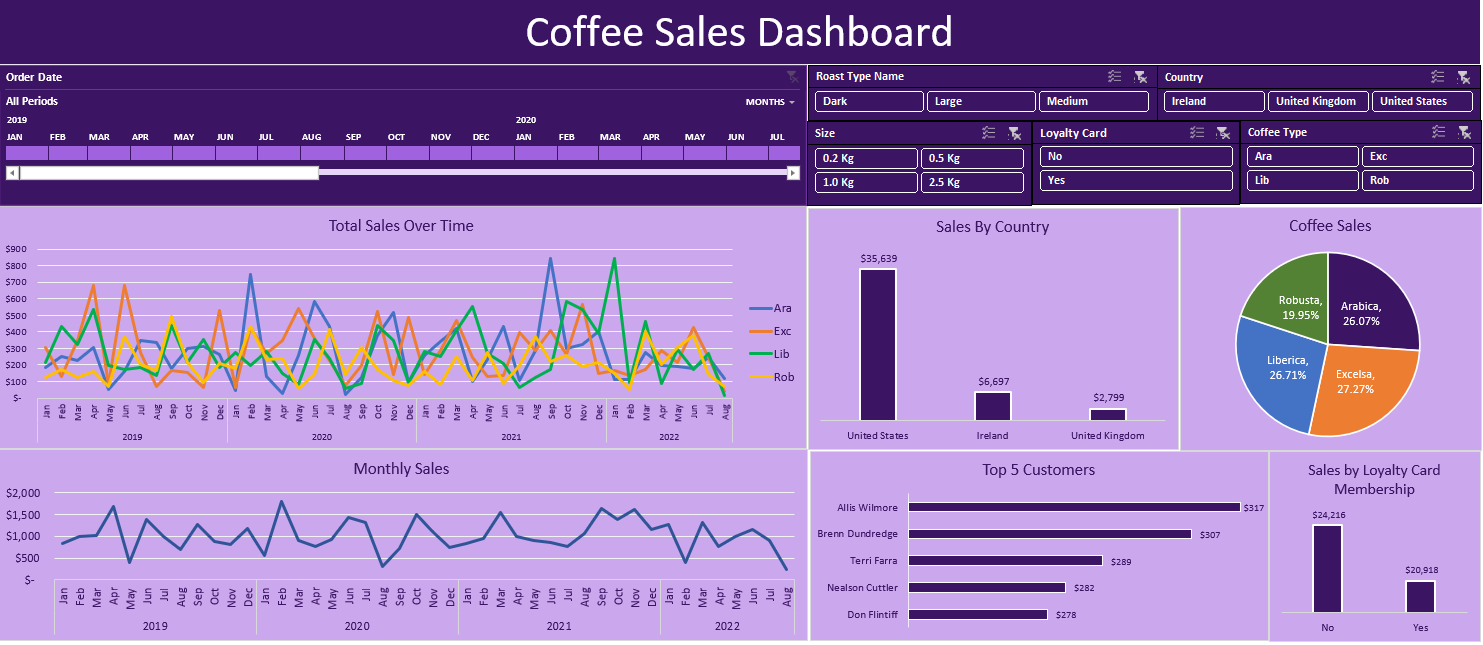 Coffee Sales Dashboard
Order Date
All Periods
MONTHS
2019 2020
JAN FEB MAR APR MAY JUN JUL AUG SEP OCT NOV DEC JAN FEB MAR APR MAY JUN JUL
Roast Type Name
Dark Large Medium
Country
Ireland United Kingdom United States
Size
0.2 Kg 0.5 Kg
1.0 Kg 2.5 Kg
Loyalty Card
No
Yes
Coffee Type
Ara Exc
Lib Rob
Total Sales Over Time
$900
$800
$700
$600
$500
$400
$300
$200
$100
$-
Jan Feb Mar Apr May Jun Jul Aug Sep Oct Nov Dec Jan Feb Mar Apr May Jun Jul Aug Sep Oct Nov Dec Jan Feb Mar Apr May Jun Jul Aug Sep Oct Nov Dec Jan Feb Mar Apr May Jun Jul Aug
2019 2020 2021 2022
Ara
Exc
Lib
Rob
Sales By Country
$35,639
$6,697
$2,799
United States Ireland United Kingdom
Coffee Sales
Robusta,
19.95%
Arabica,
26.07%
Liberica,
26.71%
Excelsa,
27.27%
Monthly Sales
$2,000
$1,500
$1,000
$500
$-
Jan Feb Mar Apr May Jun Jul Aug Sep Oct Nov Dec Jan Feb Mar Apr May Jun Jul Aug Sep Oct Nov Dec Jan Feb Mar Apr May Jun Jul Aug Sep Oct Nov Dec Jan Feb Mar Apr May Jun Jul Aug
2019 2020 2021 2022
Top 5 Customers
Allis Wilmore $317
Brenn Dundredge $307
Terri Farra $289
Nealson Cuttler $282
Don Flintiff $278
Sales by Loyalty Card
Membership
$24,216
$20,918
No Yes